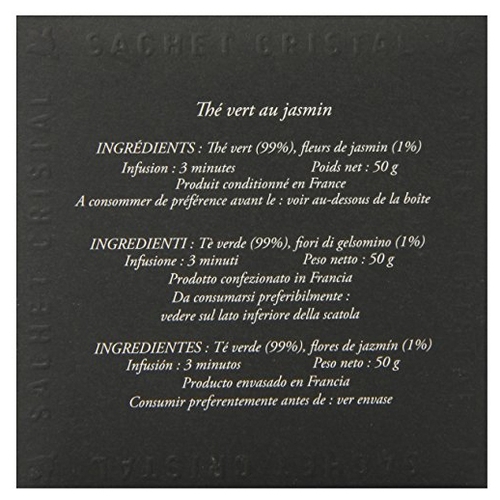 SACHET CRISTAL
Thé vert au jasmin
INGRÉDIENTS : Thé vert (99%), fleurs de jasmin (1%)
Infusion : 3 minutes Poids net : 50 g
Produit conditionné en France
A consommer de préférence avant le : voir au-dessous de la boîte
INGREDIENTI : Tè verde (99%), fiori di gelsomino (1%)
Infusione : 3 minuti Peso netto : 50 g
Prodotto confezionato in Francia
Da consumarsi preferibilmente :
vedere sul lato inferiore della scatola
INGREDIENTES : Té verde (99%), flores de jazmín (1%)
Infusión : 3 minutos Peso neto : 50 g
Producto envasado en Francia
Consumir preferentemente antes de : ver envase
SACHET CRISTAL
SACHET CRISTAL